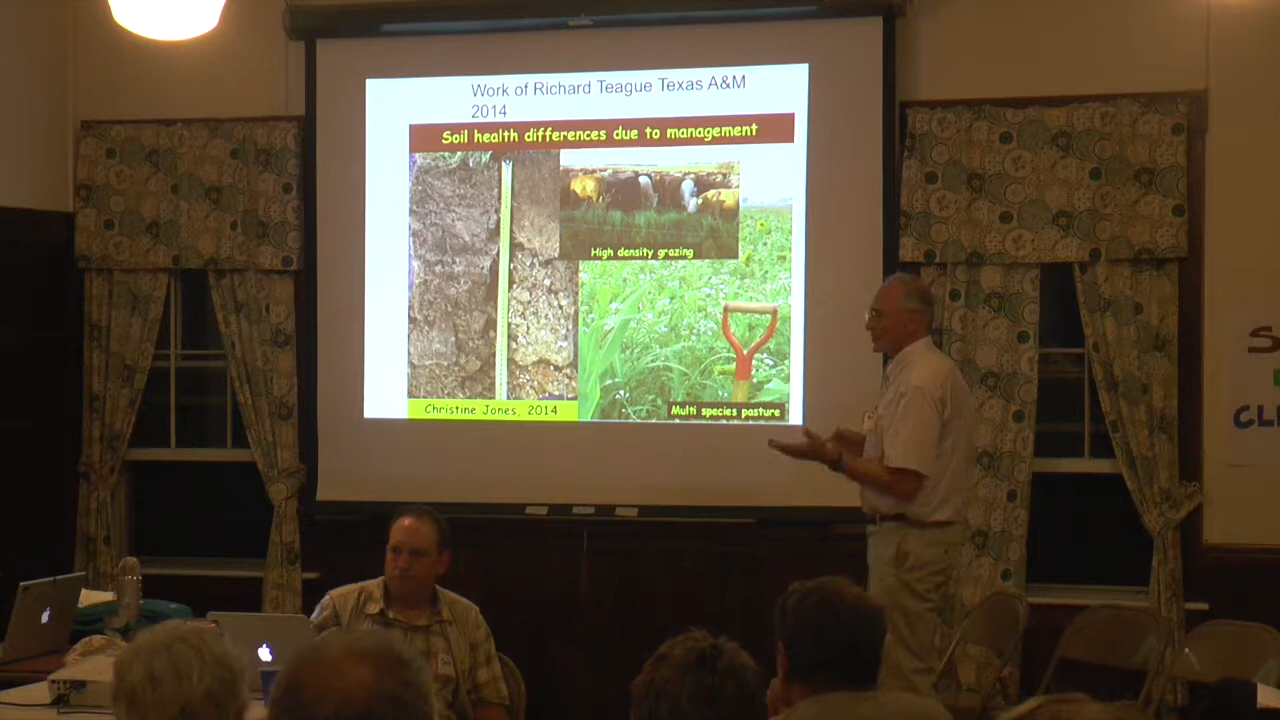 Work of Richard Teague Texas A&M
2014
Soil health differences due to management
High density grazing
Christine Jones, 2014
Multi species pasture